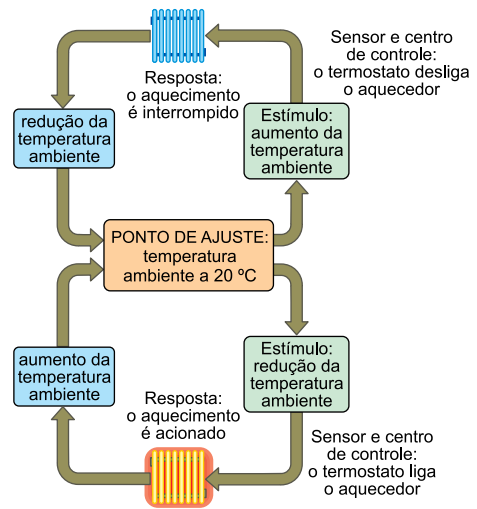 Sensor e centro
de controle:
o termostato desliga
o aquecedor
Resposta:
o aquecimento
é interrompido
redução da
temperatura
ambiente
Estímulo:
aumento da
temperatura
ambiente
PONTO DE AJUSTE:
temperatura
ambiente a 20 ºC
aumento da
temperatura
ambiente
Estímulo:
redução da
temperatura
ambiente
Resposta:
o aquecimento
é acionado
Sensor e centro
de controle:
o termostato liga
o aquecedor